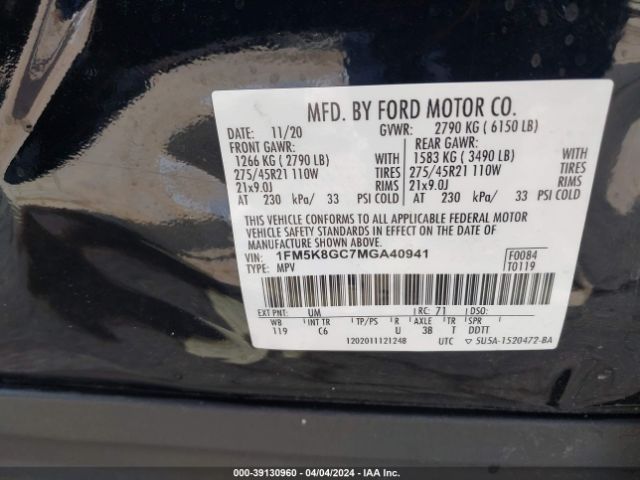 MFD. BY FORD MOTOR CO.
DATE: 11/20 GVWR: 2790 KG ( 6150 LB)
FRONT GAWR: REAR GAWR:
1266 KG ( 2790 LB) WITH 1583 KG ( 3490 LB) WITH
275/45R21 110W TIRES 275/45R21 110W TIRES
21x9.0J RIMS 21x9.0J RIMS
AT 230 kPa/ 33 PSI COLD AT 230 kPa/ 33 PSI COLD
THIS VEHICLE CONFORMS TO ALL APPLICABLE FEDERAL MOTOR
VEHICLE SAFETY STANDARDS IN EFFECT ON THE DATE OF
MANUFACTURE SHOWN ABOVE.
VIN: 1FM5K8GC7MGA40941 F0084
TYPE: MPV T0119
EXT PNT: UM RC: 71 DSO:
WB INT TR TP/PS R AXLE TR SPR
119 C6 U 38 T DDTT
1202011121248 UTC ▽ 5U5A-1520472-BA
000-39130960 - 04/04/2024 - IAA Inc.